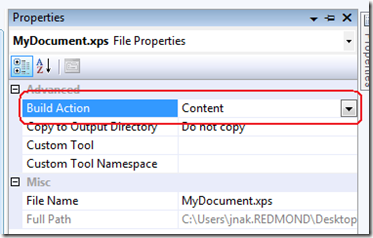 Properties
MyDocument.xps File Properties
Advanced
Build Action Content
Copy to Output Directory Do not copy
Custom Tool
Custom Tool Namespace
Misc
File Name MyDocument.xps
Full Path C:\Users\jnak.REDMOND\Desktop
Properties